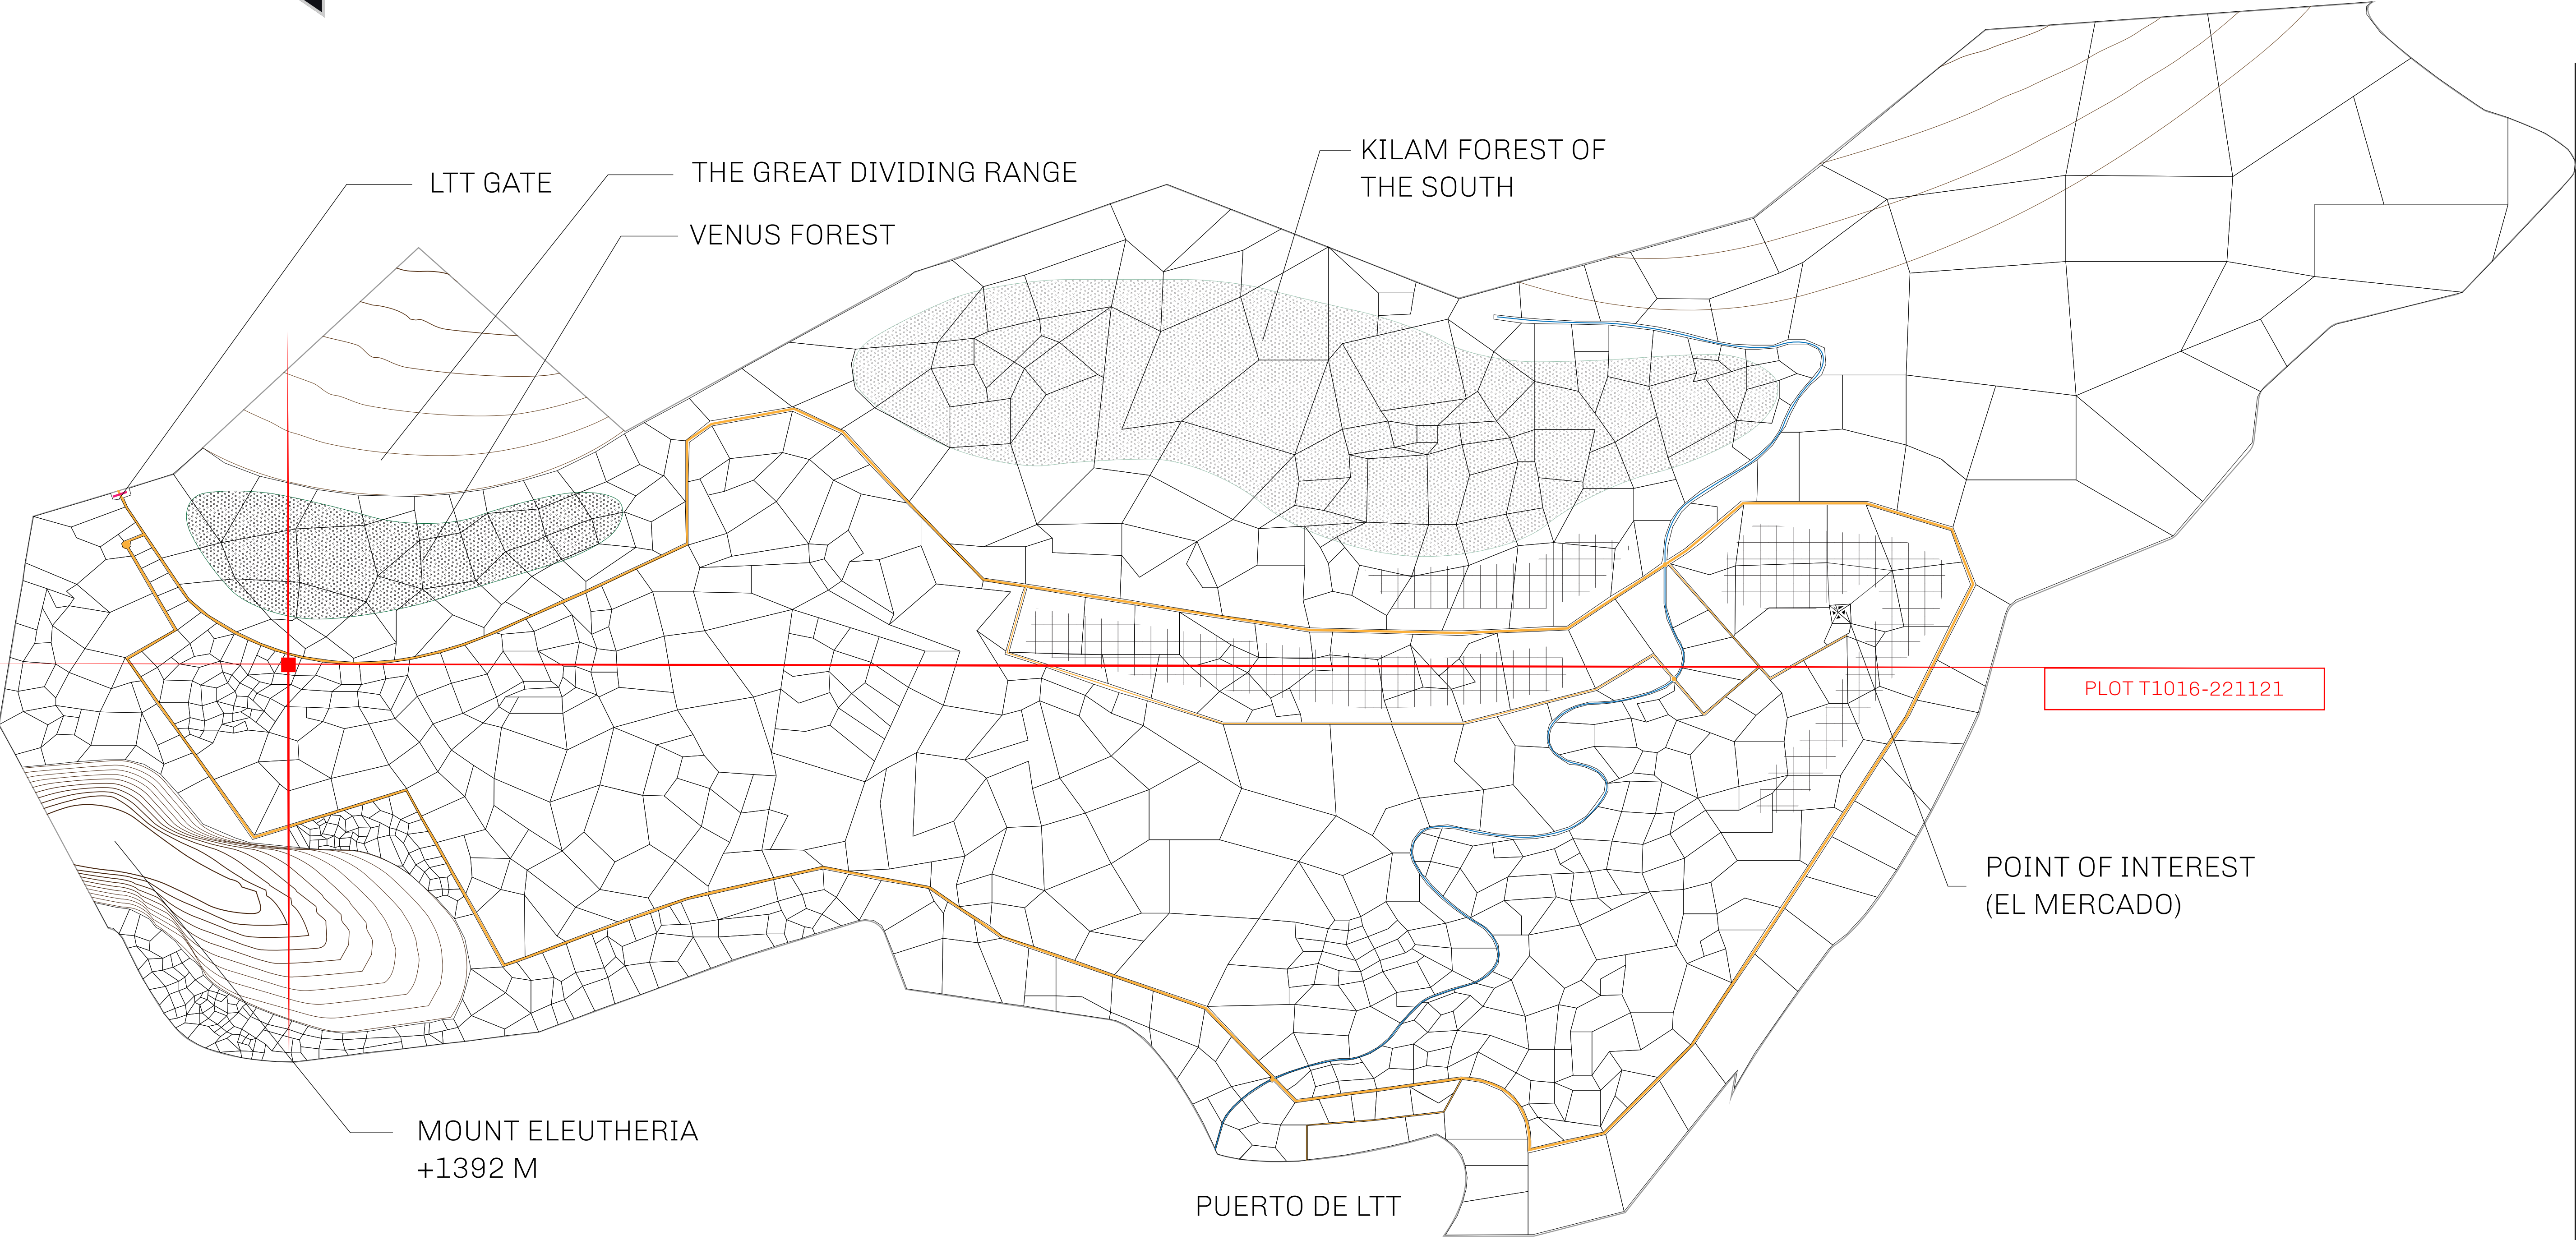 KILAM FOREST OF
THE SOUTH
LTT GATE
THE GREAT DIVIDING RANGE
VENUS FOREST
PLOT T1016-221121
POINT OF INTEREST
(EL MERCADO)
MOUNT ELEUTHERIA
+1392 M
PUERTO DE LTT